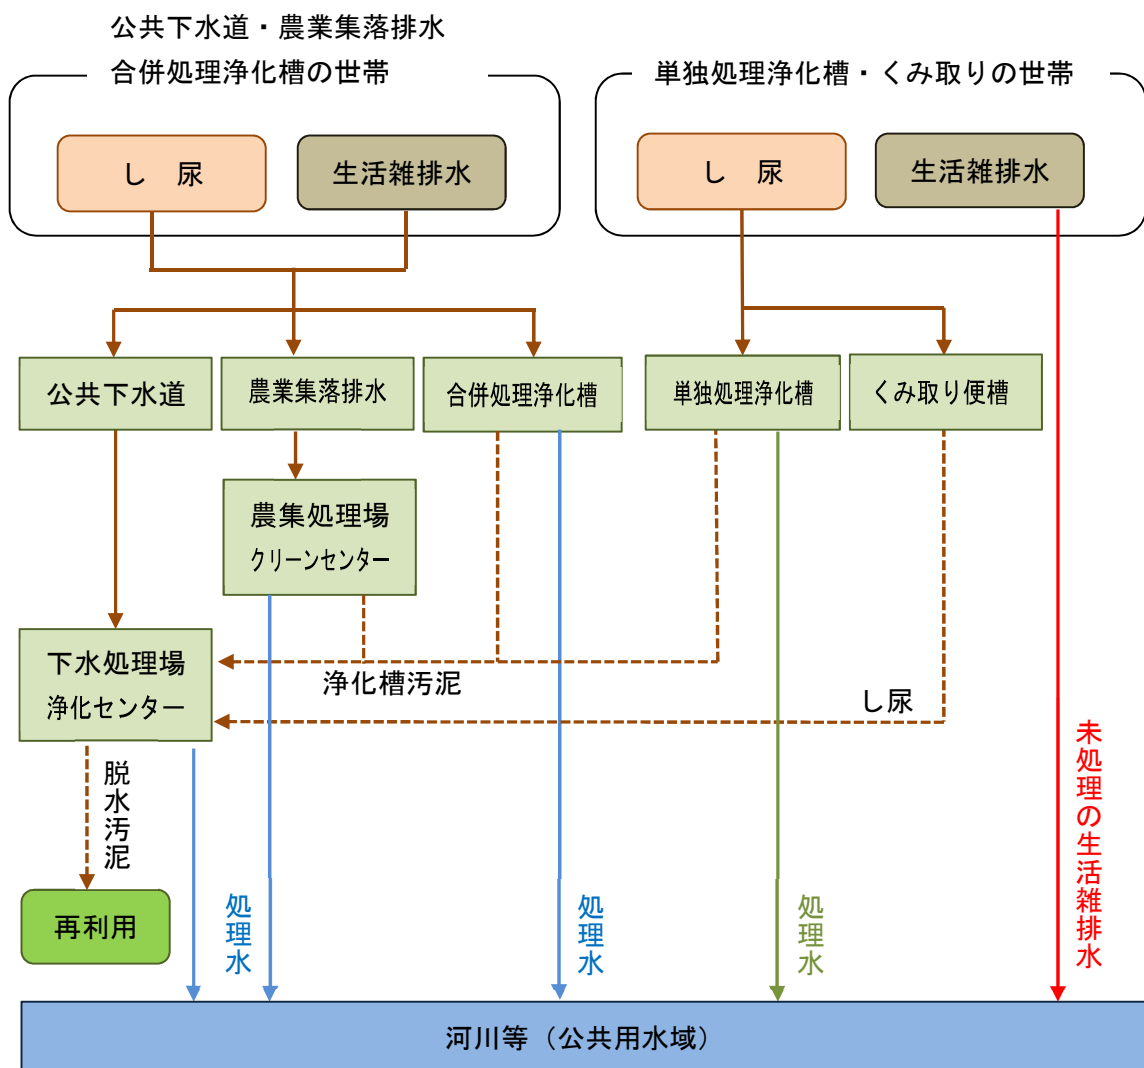 公共下水道・農業集落排水
合併処理浄化槽の世帯
単独処理浄化槽・くみ取りの世帯
し　尿
生活雑排水
し　尿
生活雑排水
公共下水道
農業集落排水
合併処理浄化槽
単独処理浄化槽
くみ取り便槽
農集処理場
クリーンセンター
下水処理場
浄化センター
浄化槽汚泥
し尿
脱水汚泥
未処理の生活雑排水
再利用
処理水
処理水
処理水
河川等（公共用水域）